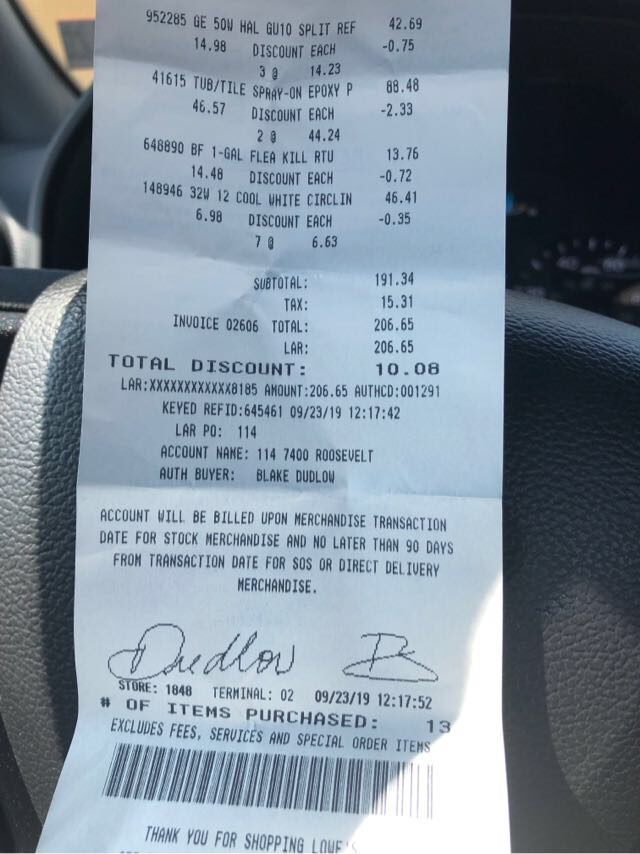 952285 GE 50W HAL GU10 SPLIT REF 42.69
14.98 DISCOUNT EACH -0.75
3 @ 14.23
41615 TUB/TILE SPRAY-ON EPOXY P 88.48
46.57 DISCOUNT EACH -2.33
2 @ 44.24
648890 BF 1-GAL FLEA KILL RTU 13.76
14.48 DISCOUNT EACH -0.72
148946 32W 12 COOL WHITE CIRCLIN 46.41
6.98 DISCOUNT EACH -0.35
7 @ 6.63
SUBTOTAL: 191.34
TAX: 15.31
INVOICE 02606 TOTAL: 206.65
LAR: 206.65
TOTAL DISCOUNT: 10.08
LAR:XXXXXXXXXXXX8185 AMOUNT:206.65 AUTHCD:001291
KEYED REFID:645461 09/23/19 12:17:42
LAR PO: 114
ACCOUNT NAME: 114 7400 ROOSEVELT
AUTH BUYER: BLAKE DUDLOW
ACCOUNT WILL BE BILLED UPON MERCHANDISE TRANSACTION
DATE FOR STOCK MERCHANDISE AND NO LATER THAN 90 DAYS
FROM TRANSACTION DATE FOR SOS OR DIRECT DELIVERY
MERCHANDISE.
Dudlow B
STORE: 1848 TERMINAL: 02 09/23/19 12:17:52
# OF ITEMS PURCHASED: 13
EXCLUDES FEES, SERVICES AND SPECIAL ORDER ITEMS
THANK YOU FOR SHOPPING LOWE'S